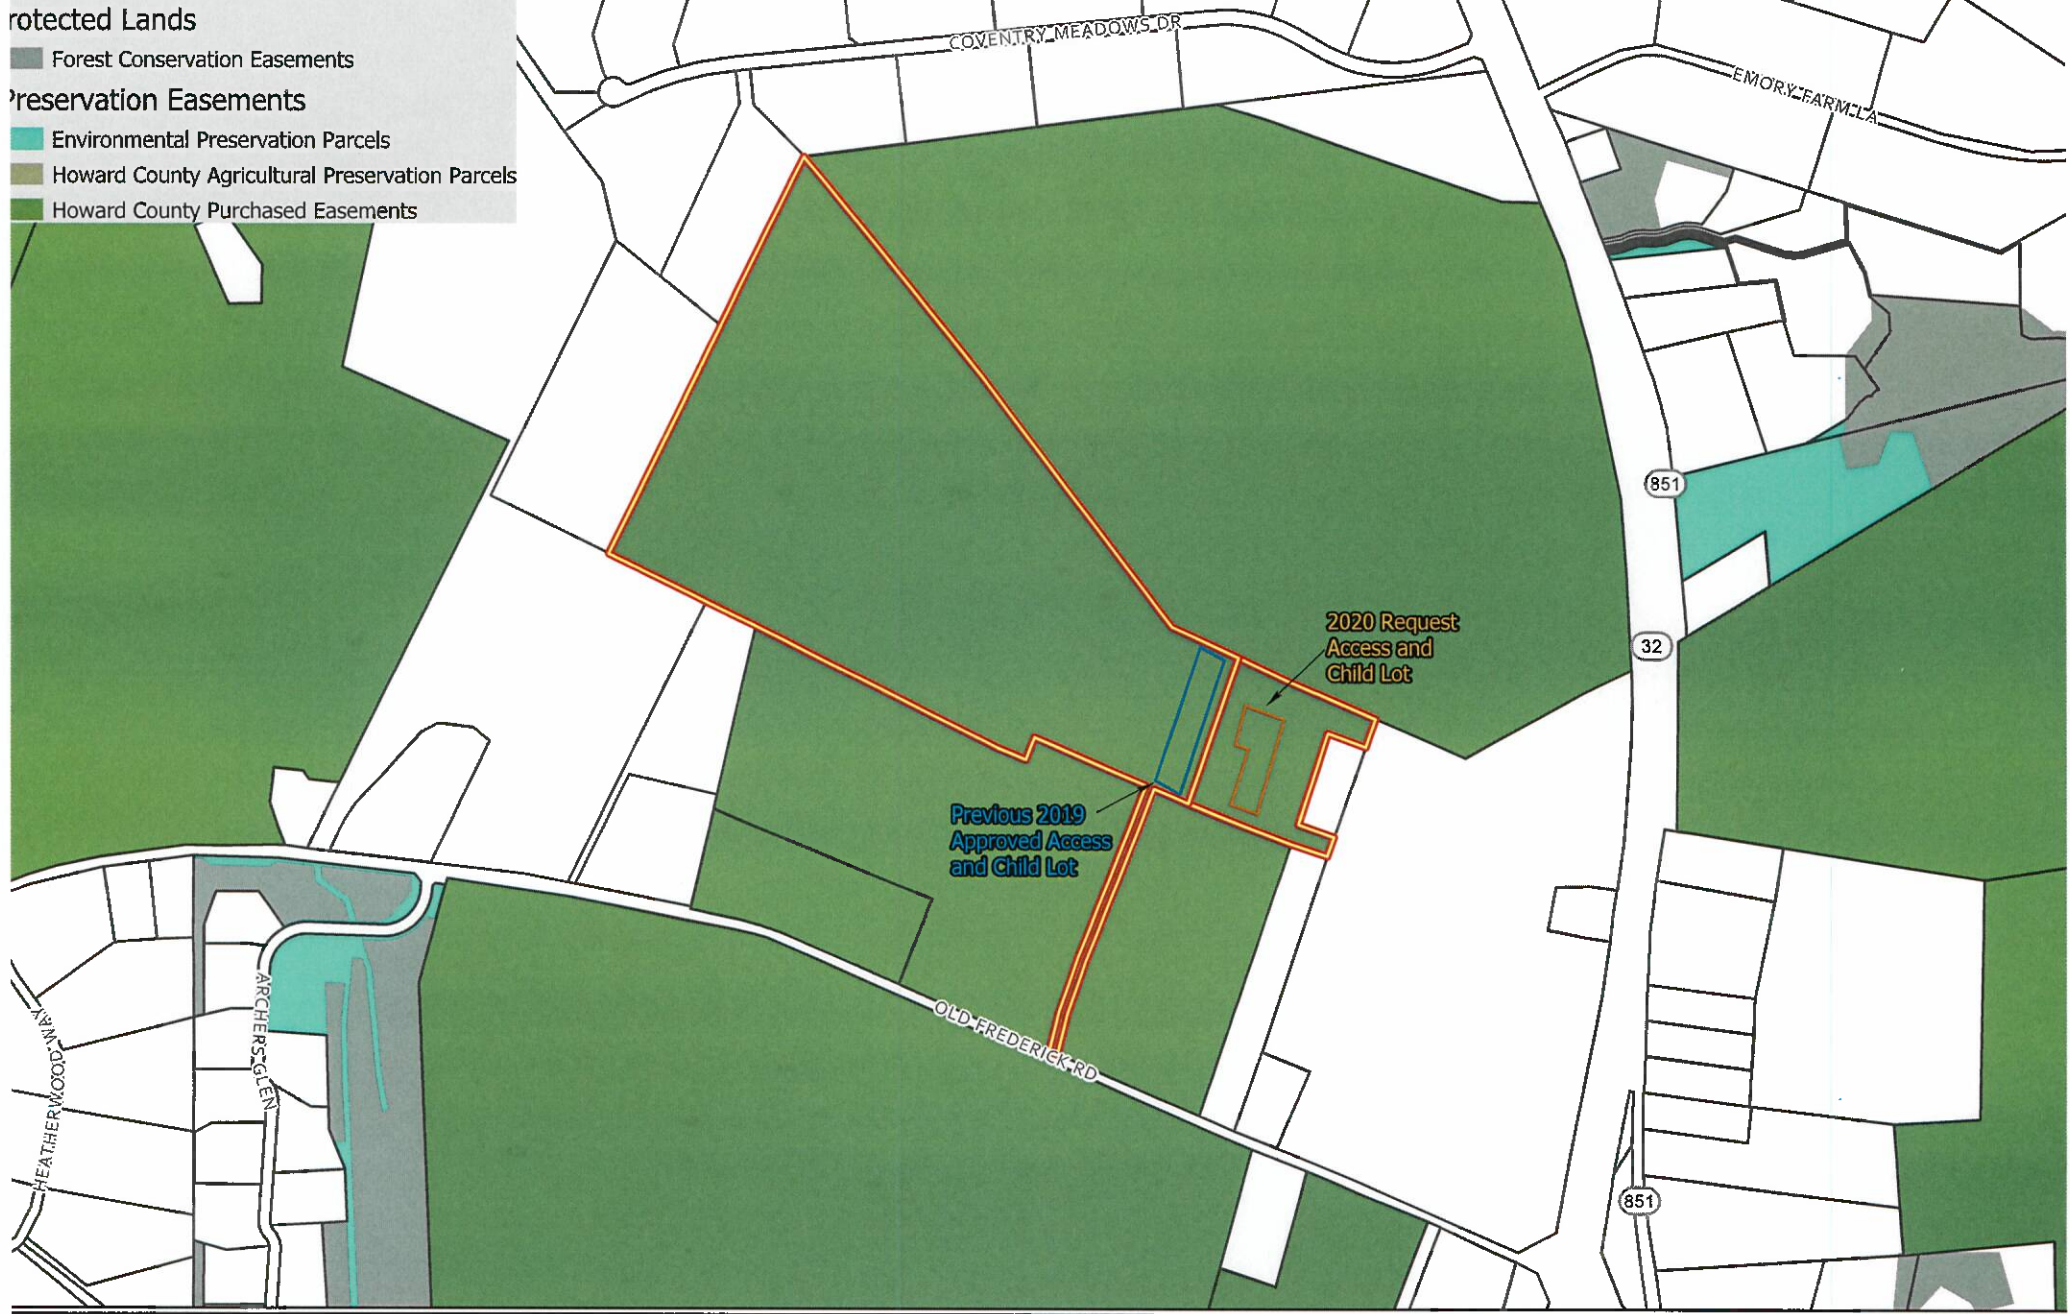 rotected Lands
Forest Conservation Easements
Preservation Easements
Environmental Preservation Parcels
Howard County Agricultural Preservation Parcels
Howard County Purchased Easements
COVENTRY MEADOWS DR
EMORY FARM LA
851
32
2020 Request
Access and
Child Lot
Previous 2019
Approved Access
and Child Lot
OLD FREDERICK RD
ARCHERS GLEN
HEATHERWOOD WAY
851